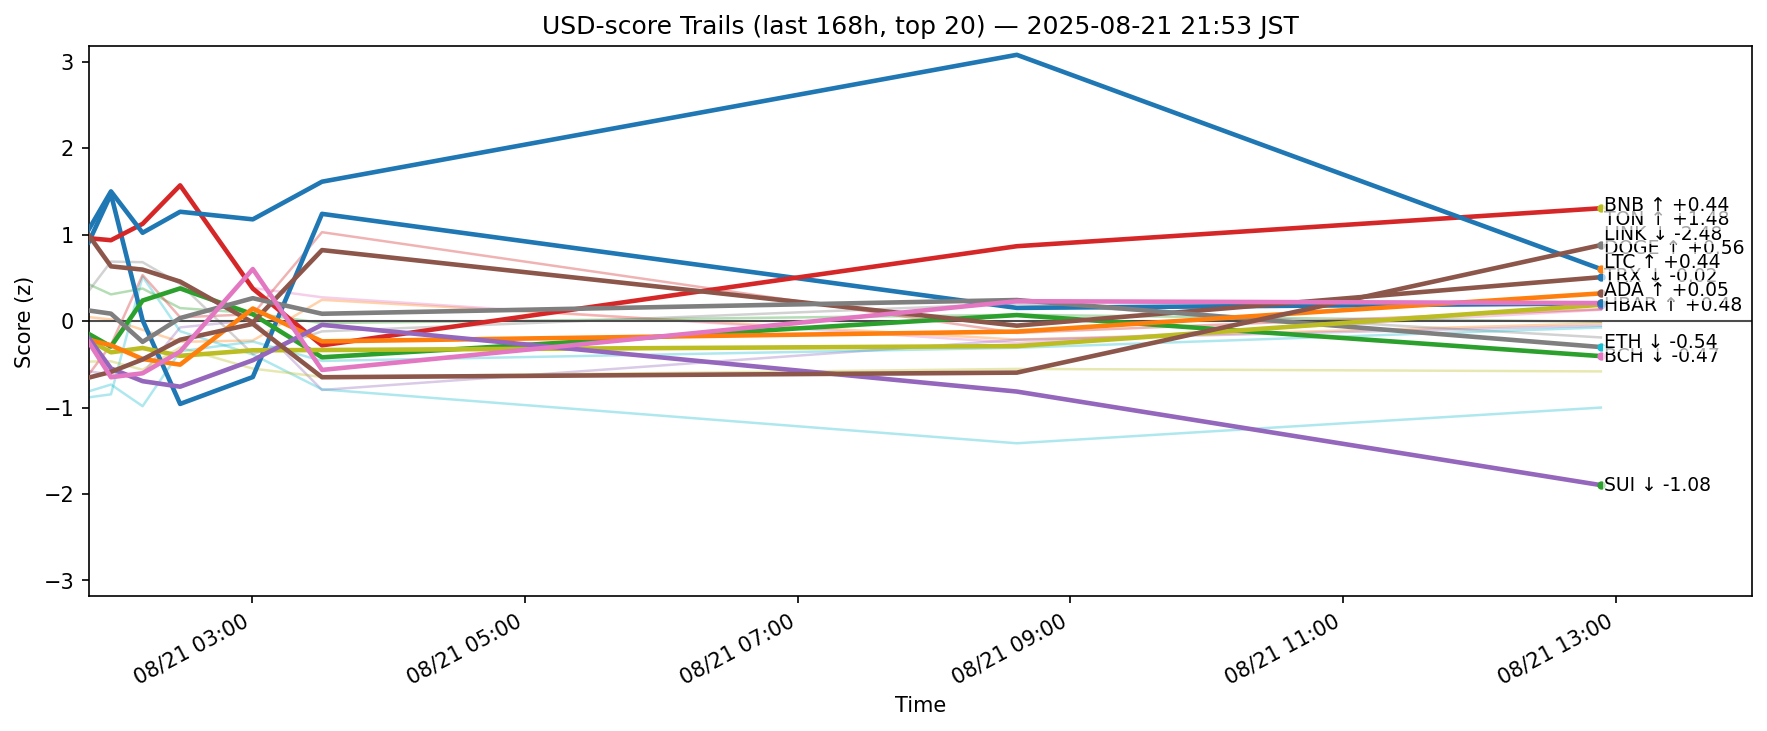 USD-score Trails (last 168h, top 20) — 2025-08-21 21:53 JST
Score (z)
3
2
1
0
−1
−2
−3
BNB ↑ +0.44
TON ↑ +1.48
LINK ↓ -2.48
DOGE ↑ +0.56
LTC ↑ +0.44
TRX ↓ -0.02
ADA ↑ +0.05
HBAR ↑ +0.48
ETH ↓ -0.54
BCH ↓ -0.47
SUI ↓ -1.08
08/21 03:00
08/21 05:00
08/21 07:00
08/21 09:00
08/21 11:00
08/21 13:00
Time